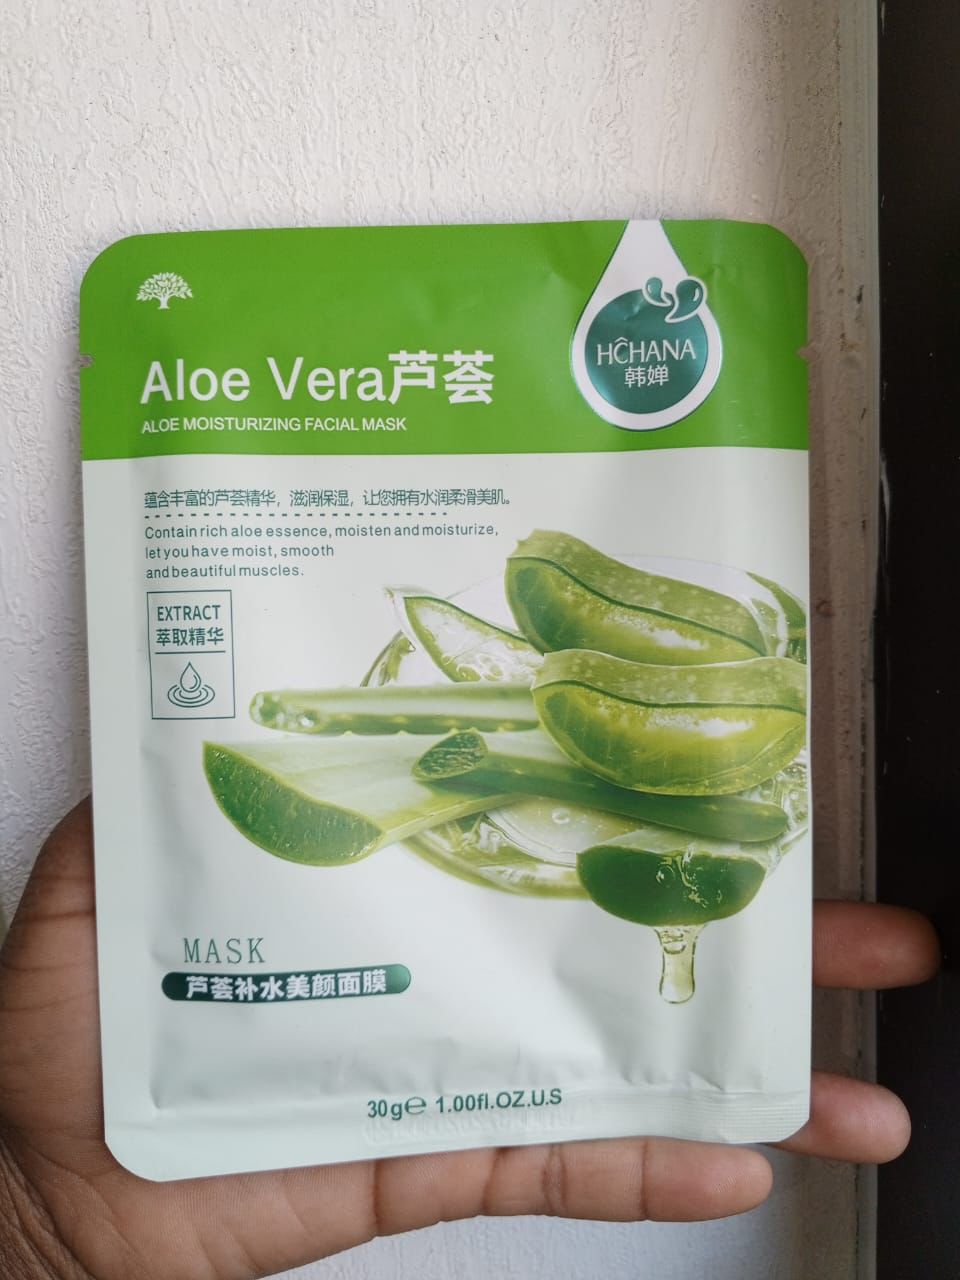 HĈHANA
韩婵
Aloe Vera芦荟
ALOE MOISTURIZING FACIAL MASK
蕴含丰富的芦荟精华，滋润保湿，让您拥有水润柔滑美肌。
Contain rich aloe essence, moisten and moisturize,
let you have moist, smooth
and beautiful muscles.
EXTRACT
萃取精华
MASK
芦荟补水美颜面膜
30g℮ 1.00fl.OZ.U.S